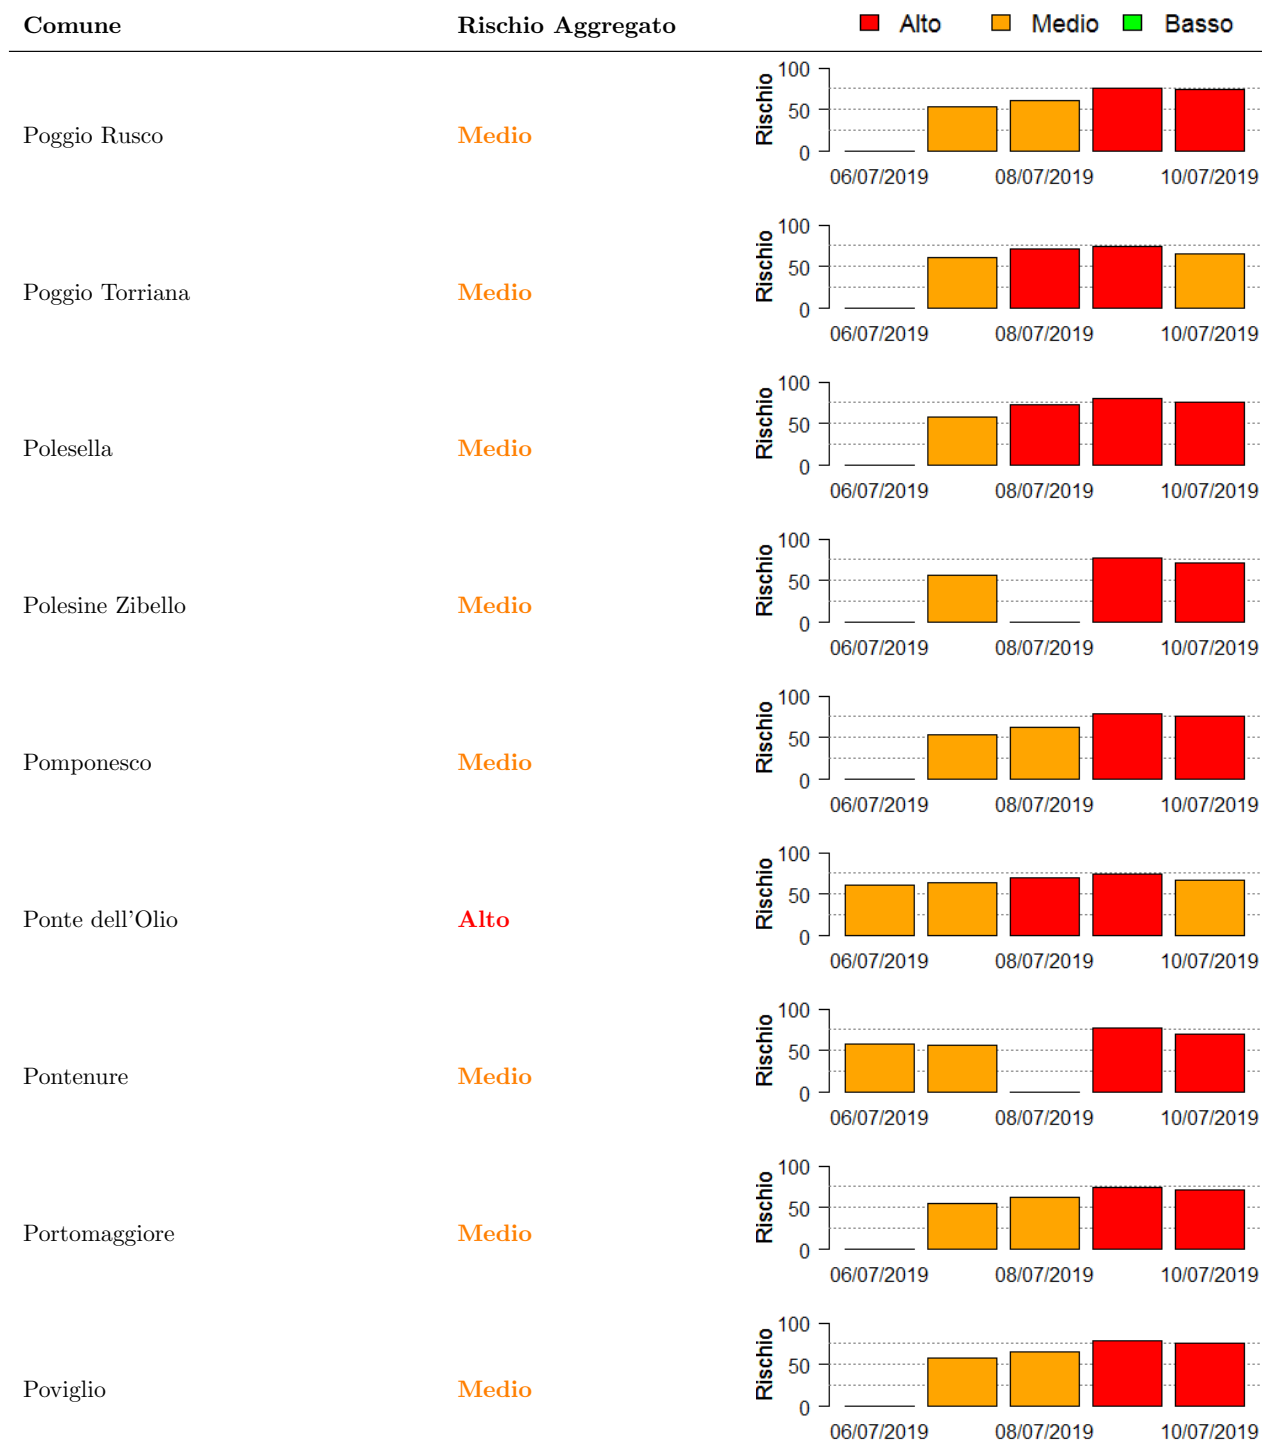 Comune Rischio Aggregato Alto Medio Basso
Poggio Rusco Medio
Rischio
100
50
0
06/07/2019 08/07/2019 10/07/2019
Poggio Torriana Medio
Rischio
100
50
0
06/07/2019 08/07/2019 10/07/2019
Polesella Medio
Rischio
100
50
0
06/07/2019 08/07/2019 10/07/2019
Polesine Zibello Medio
Rischio
100
50
0
06/07/2019 08/07/2019 10/07/2019
Pomponesco Medio
Rischio
100
50
0
06/07/2019 08/07/2019 10/07/2019
Ponte dell'Olio Alto
Rischio
100
50
0
06/07/2019 08/07/2019 10/07/2019
Pontenure Medio
Rischio
100
50
0
06/07/2019 08/07/2019 10/07/2019
Portomaggiore Medio
Rischio
100
50
0
06/07/2019 08/07/2019 10/07/2019
Poviglio Medio
Rischio
100
50
0
06/07/2019 08/07/2019 10/07/2019